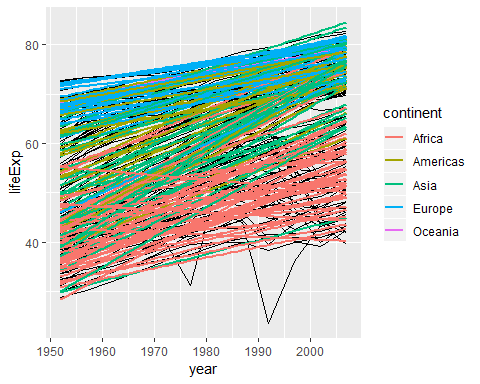 80
60
40
lifeExp
1950
1960
1970
1980
1990
2000
year
continent
Africa
Americas
Asia
Europe
Oceania